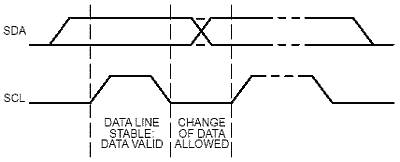 SDA
SCL
DATA LINE
STABLE;
DATA VALID
CHANGE
OF DATA
ALLOWED